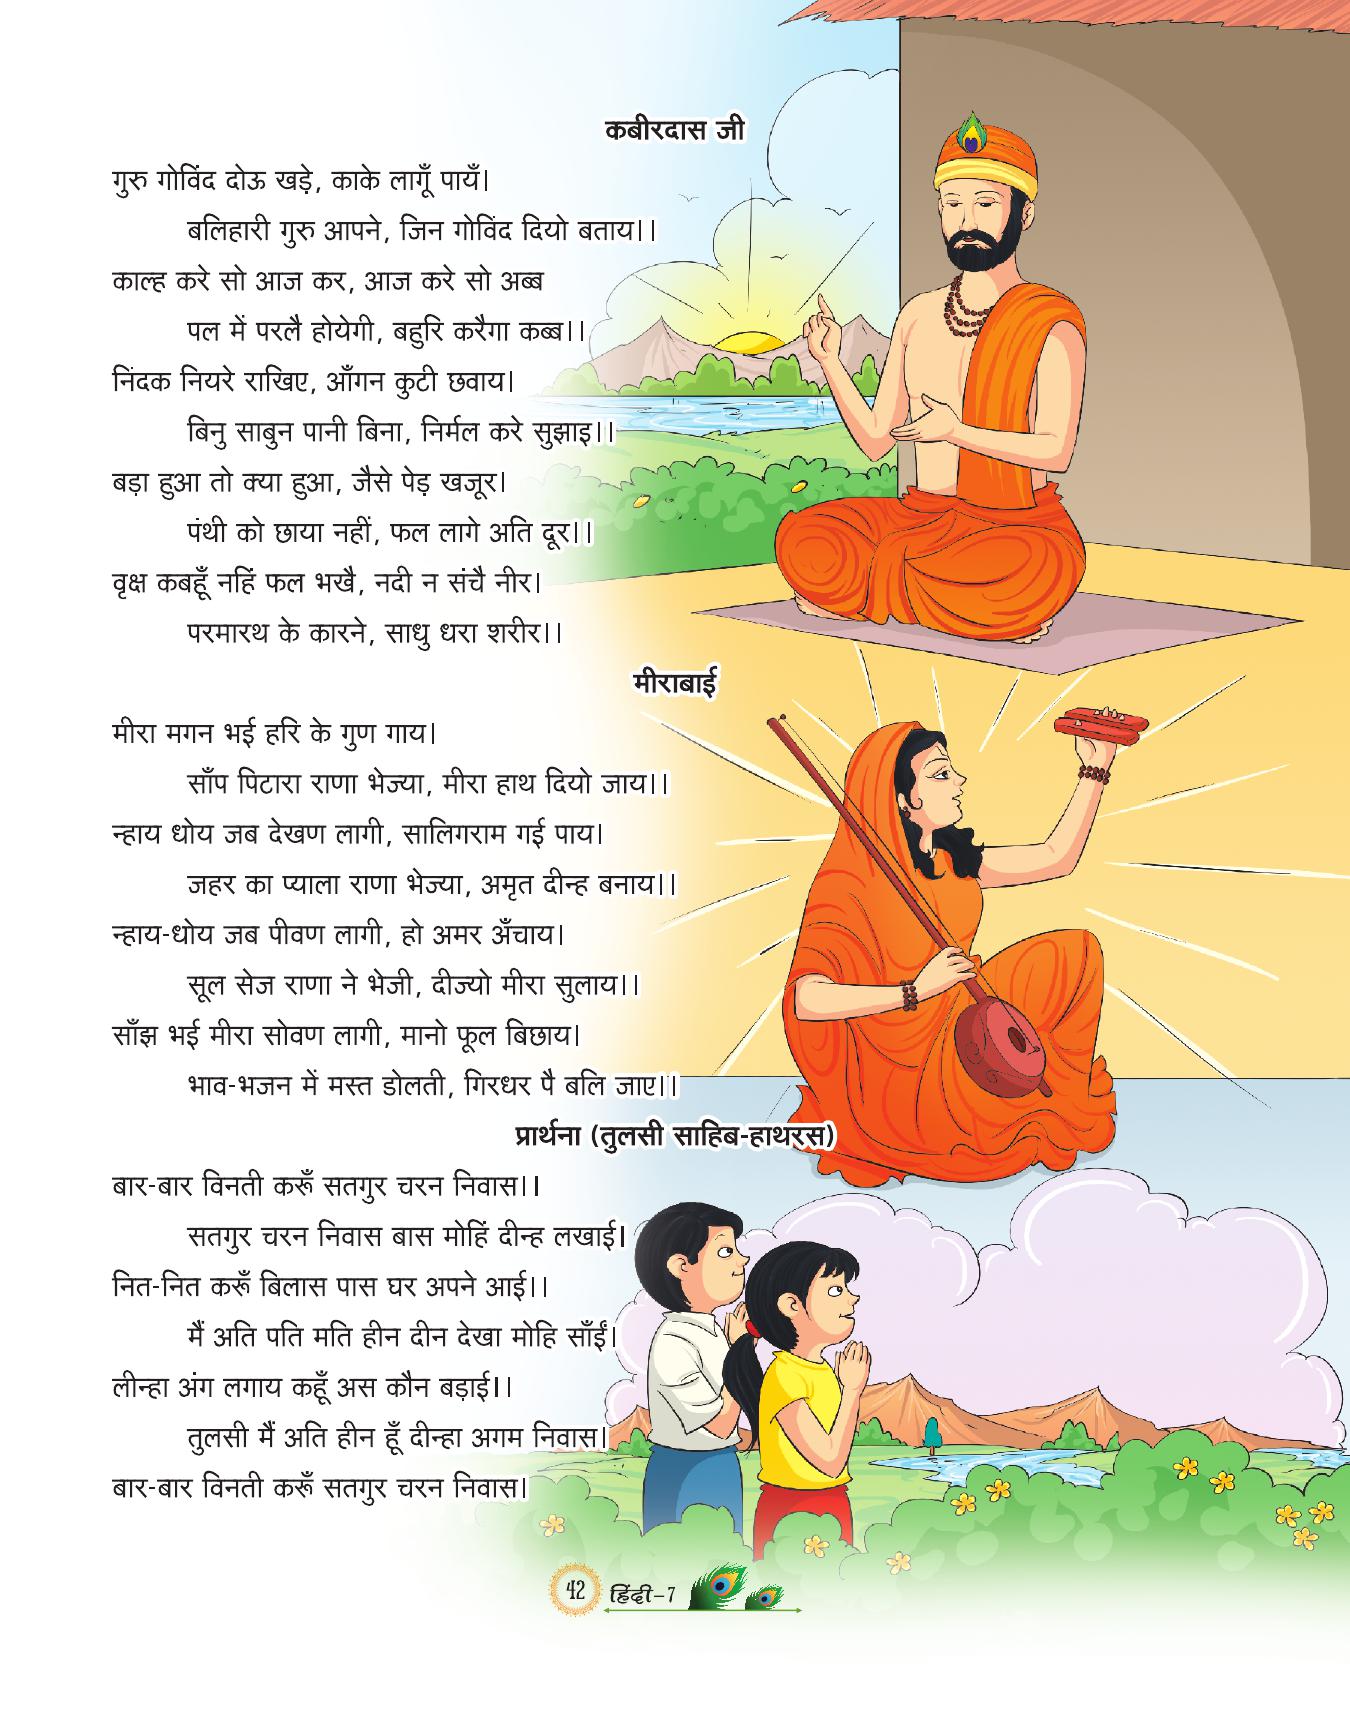 कबीरदास जी
गुरु गोविंद दोऊ खड़े, काके लागूँ पायँ।
बलिहारी गुरु आपने, जिन गोविंद दियो बताय।।
काल्ह करे सो आज कर, आज करे सो अब्ब
पल में परलै होयेगी, बहुरि करैगा कब्ब।।
निंदक नियरे राखिए, आँगन कुटी छवाय।
बिनु साबुन पानी बिना, निर्मल करे सुझाइ।।
बड़ा हुआ तो क्या हुआ, जैसे पेड़ खजूर।
पंथी को छाया नहीं, फल लागे अति दूर।।
वृक्ष कबहूँ नहिं फल भखै, नदी न संचै नीर।
परमारथ के कारने, साधु धरा शरीर।।
मीराबाई
मीरा मगन भई हरि के गुण गाय।
साँप पिटारा राणा भेज्या, मीरा हाथ दियो जाय।।
न्हाय धोय जब देखण लागी, सालिगराम गई पाय।
जहर का प्याला राणा भेज्या, अमृत दीन्ह बनाय।।
न्हाय-धोय जब पीवण लागी, हो अमर अँचाय।
सूल सेज राणा ने भेजी, दीज्यो मीरा सुलाय।।
साँझ भई मीरा सोवण लागी, मानो फूल बिछाय।
भाव-भजन में मस्त डोलती, गिरधर पै बलि जाए।।
प्रार्थना (तुलसी साहिब-हाथरस)
बार-बार विनती करूँ सतगुर चरन निवास।।
सतगुर चरन निवास बास मोहिं दीन्ह लखाई।
नित-नित करूँ बिलास पास घर अपने आई।।
मैं अति पति मति हीन दीन देखा मोहि साँईं।
लीन्हा अंग लगाय कहूँ अस कौन बड़ाई।।
तुलसी मैं अति हीन हूँ दीन्हा अगम निवास।
बार-बार विनती करूँ सतगुर चरन निवास।
42 हिंदी-7